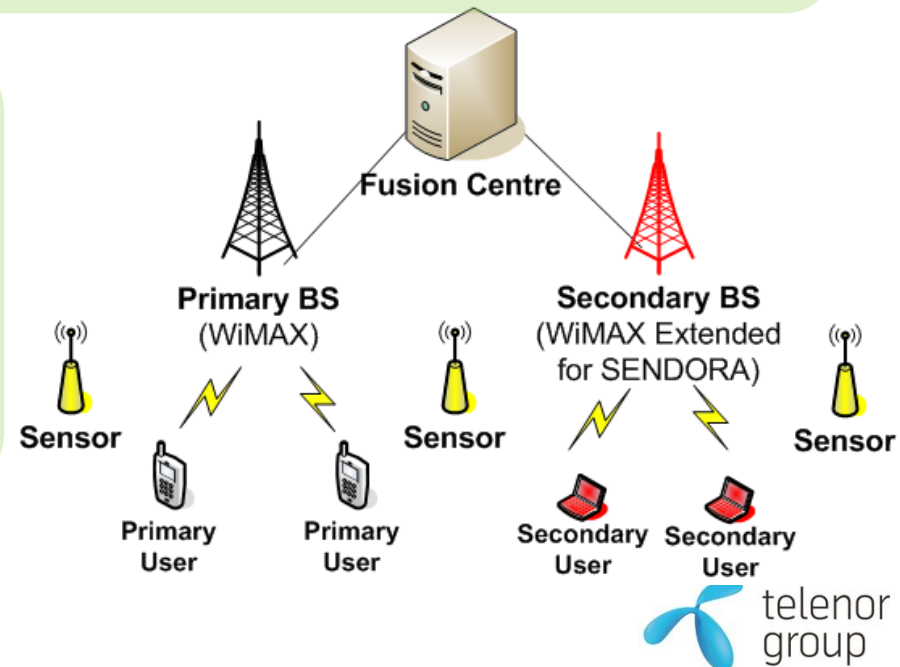 Fusion Centre
Primary BS
(WiMAX)
Secondary BS
(WiMAX Extended
for SENDORA)
Sensor
Sensor
Sensor
Primary
User
Primary
User
Secondary
User
Secondary
User
telenor
group